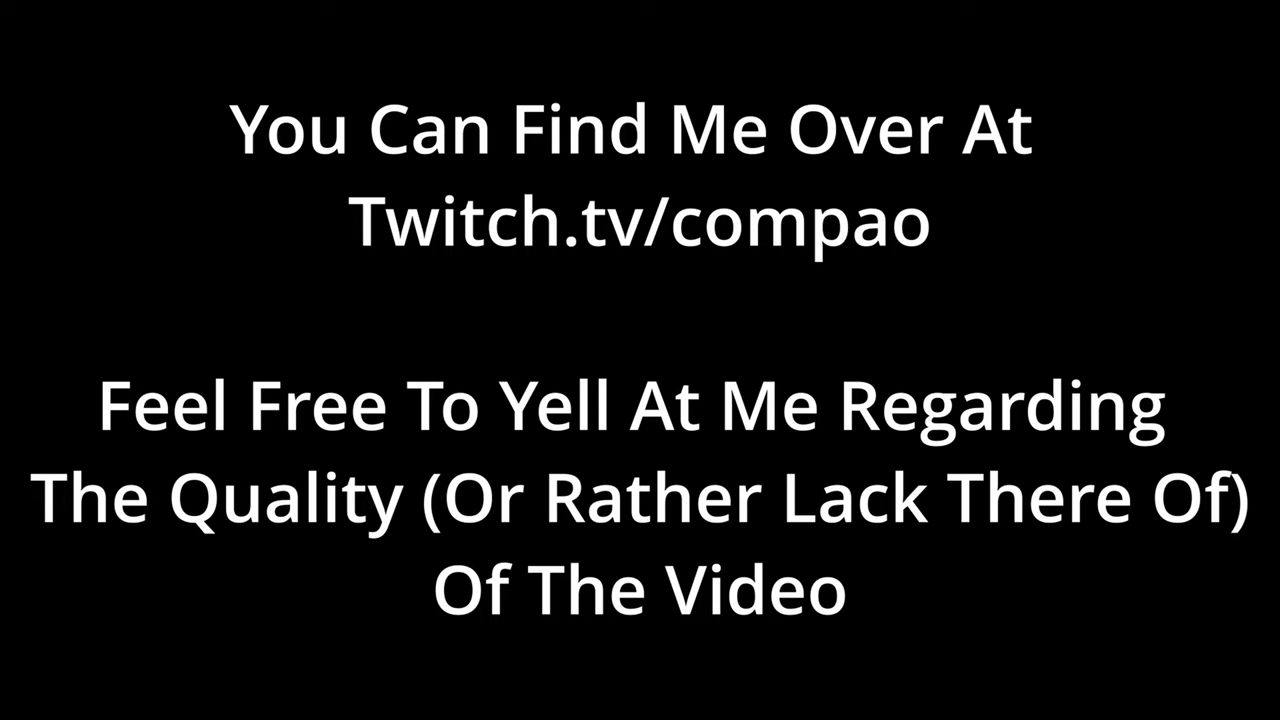 You Can Find Me Over At
Twitch.tv/compao
Feel Free To Yell At Me Regarding
The Quality (Or Rather Lack There Of)
Of The Video